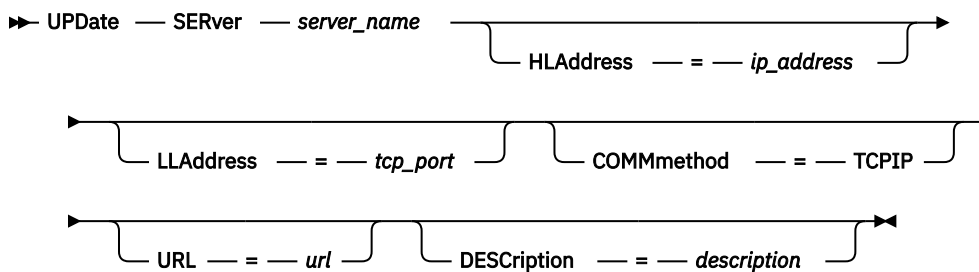 UPDate SERver server_name
HLAddress = ip_address
LLAddress = tcp_port COMMmethod = TCPIP
URL = url DESCription = description